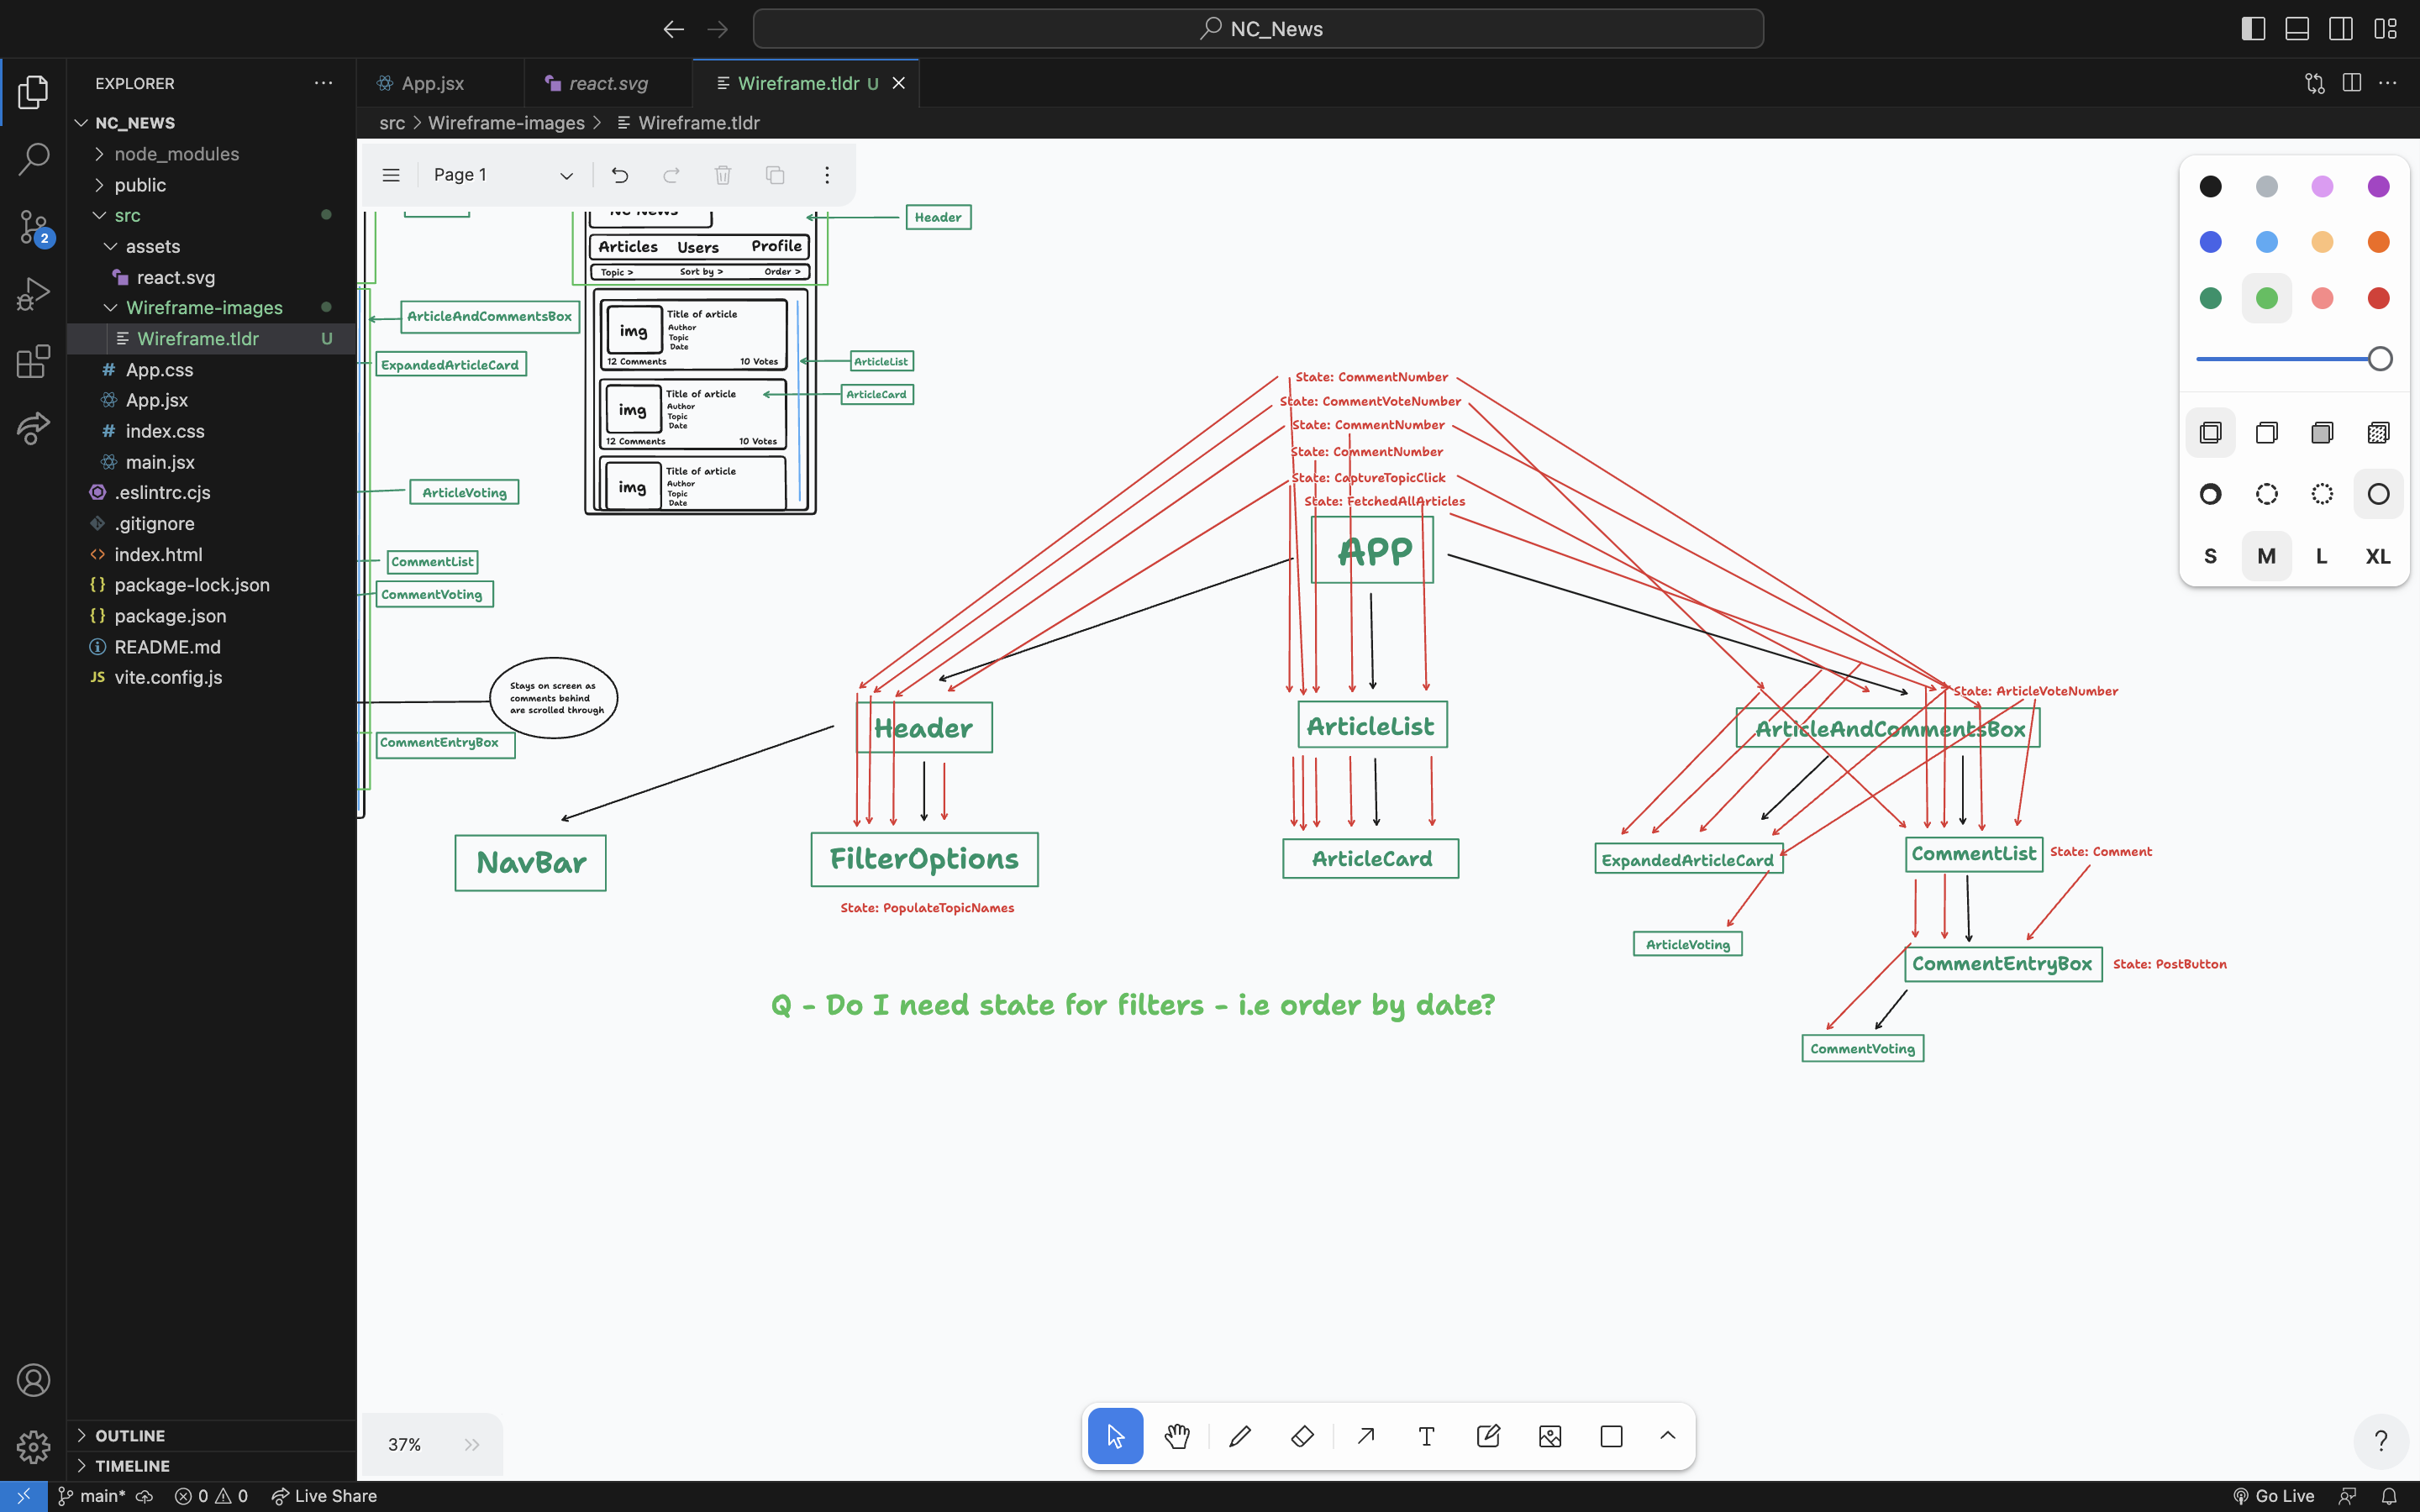 NC_News
EXPLORER
App.jsx
react.svg
Wireframe.tldr U
NC_NEWS
src > Wireframe-images > Wireframe.tldr
node_modules
public
src
assets
react.svg
Wireframe-images
Wireframe.tldr U
App.css
App.jsx
index.css
main.jsx
.eslintrc.cjs
.gitignore
index.html
package-lock.json
package.json
README.md
vite.config.js
2
OUTLINE
TIMELINE
Page 1
NC News
Header
Articles Users Profile
Topic > Sort by > Order >
ArticleAndCommentsBox
ExpandedArticleCard
img
Title of article
Author
Topic
Date
12 Comments 10 Votes
ArticleList
img
Title of article
Author
Topic
Date
12 Comments 10 Votes
ArticleCard
img
Title of article
Author
Topic
Date
ArticleVoting
CommentList
CommentVoting
Stays on screen as
comments behind
are scrolled through
CommentEntryBox
State: CommentNumber
State: CommentVoteNumber
State: CommentNumber
State: CommentNumber
State: CaptureTopicClick
State: FetchedAllArticles
APP
State: ArticleVoteNumber
Header
ArticleList
ArticleAndCommentsBox
NavBar
FilterOptions
ArticleCard
ExpandedArticleCard
CommentList
State: Comment
State: PopulateTopicNames
ArticleVoting
CommentEntryBox
State: PostButton
Q - Do I need state for filters - i.e order by date?
CommentVoting
S M L XL
37%
T
?
main* 0 0 Live Share
Go Live